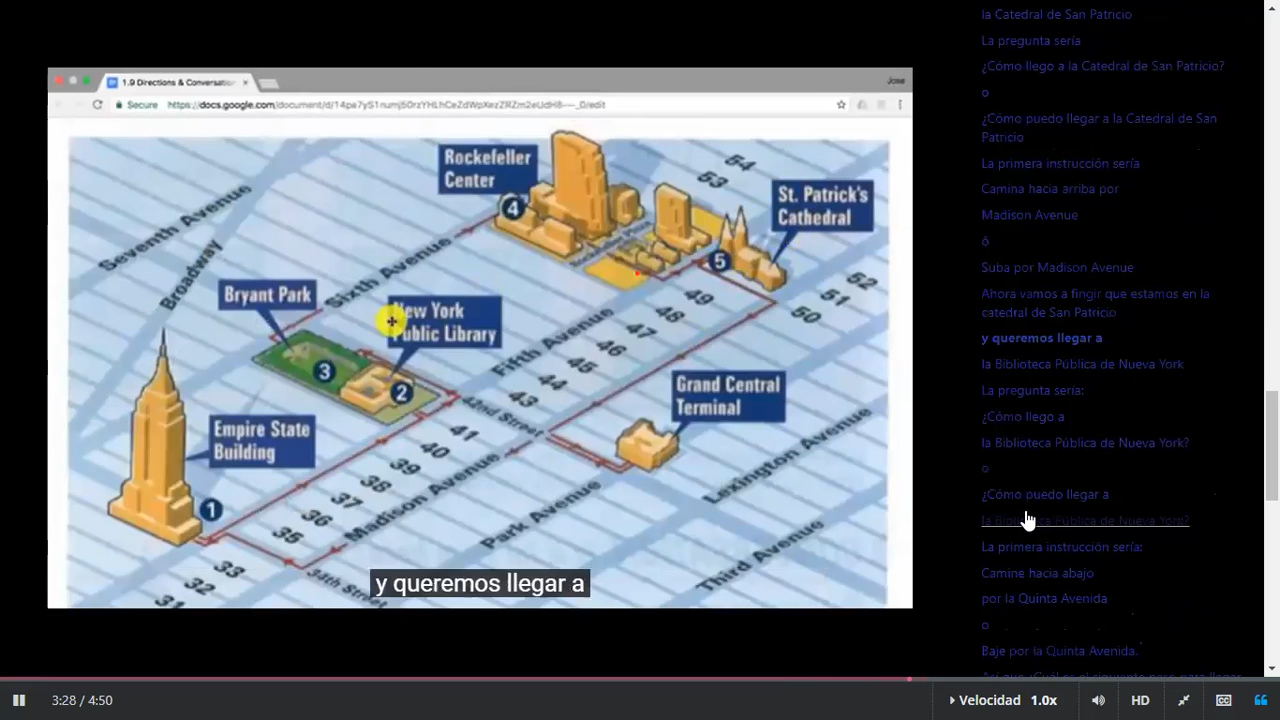 1.9 Directions & Conversatio
Jose
Secure
Rockefeller
Center
54
53
St. Patrick's
Cathedral
Seventh Avenue
Broadway
Sixth Avenue
4
5
52
51
50
49
48
47
46
45
44
43
Bryant Park
New York
Public Library
Fifth Avenue
3
2
42nd Street
Grand Central
Terminal
Empire State
Building
1
41
40
39
38
37
36
35
Madison Avenue
Park Avenue
Lexington Avenue
Third Avenue
34th Street
33
32
31
y queremos llegar a
la Catedral de San Patricio
La pregunta sería
¿Cómo llego a la Catedral de San Patricio?
o
¿Cómo puedo llegar a la Catedral de San
Patricio
La primera instrucción sería
Camina hacia arriba por
Madison Avenue
ó
Suba por Madison Avenue
Ahora vamos a fingir que estamos en la
catedral de San Patricio
y queremos llegar a
la Biblioteca Pública de Nueva York
La pregunta sería:
¿Cómo llego a
la Biblioteca Pública de Nueva York?
o
¿Cómo puedo llegar a
la Biblioteca Pública de Nueva York?
La primera instrucción sería:
Camine hacia abajo
por la Quinta Avenida
o
Baje por la Quinta Avenida.
3:28 / 4:50
Velocidad 1.0x
HD